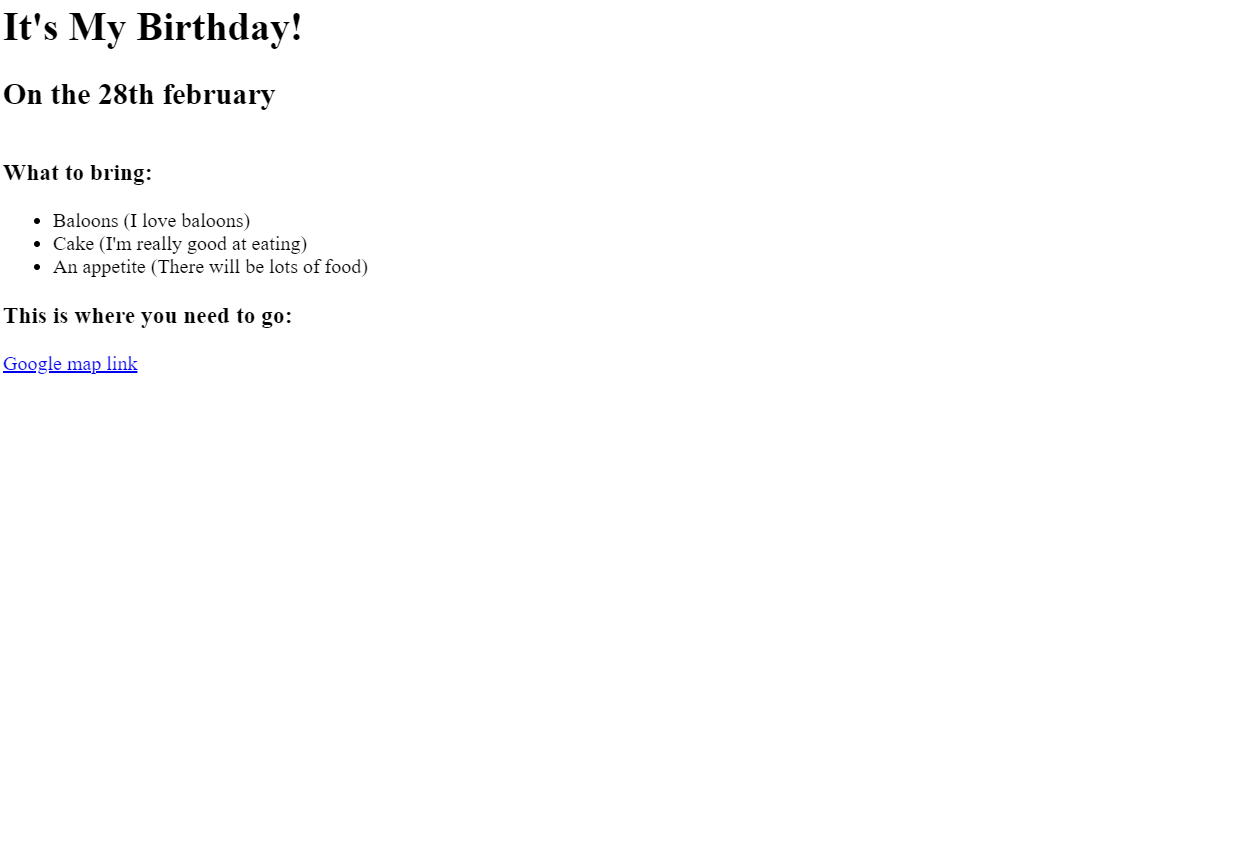 It's My Birthday!
On the 28th february
What to bring:
Baloons (I love baloons)
Cake (I'm really good at eating)
An appetite (There will be lots of food)
This is where you need to go:
Google map link